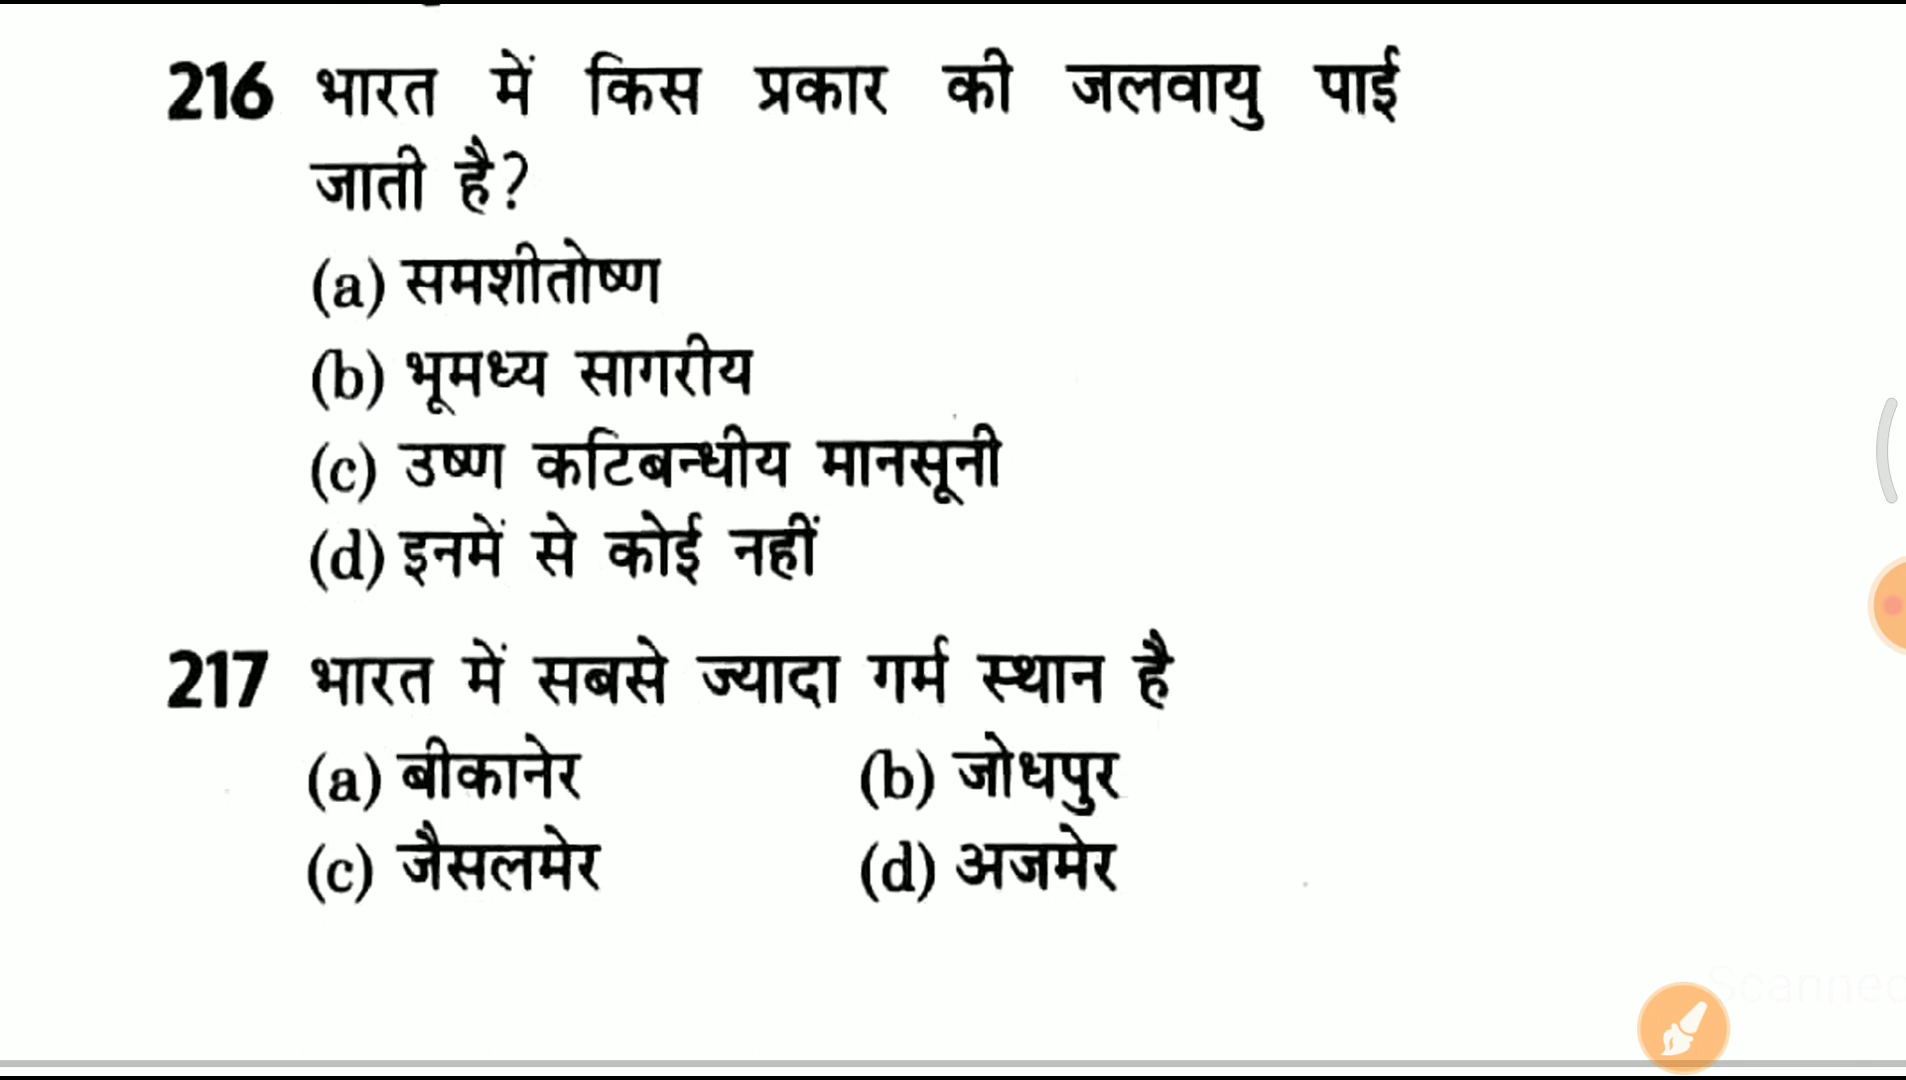 216 भारत में किस प्रकार की जलवायु पाई
जाती है?
(a) समशीतोष्ण
(b) भूमध्य सागरीय
(c) उष्ण कटिबन्धीय मानसूनी
(d) इनमें से कोई नहीं
217 भारत में सबसे ज्यादा गर्म स्थान है
(a) बीकानेर (b) जोधपुर
(c) जैसलमेर (d) अजमेर
Scanned